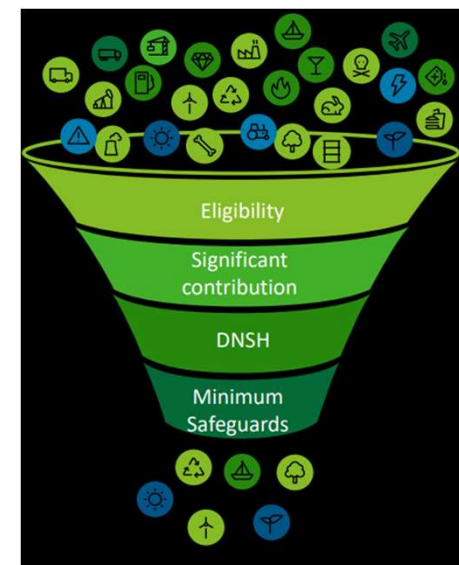 Eligibility
Significant
contribution
DNSH
Minimum
Safeguards